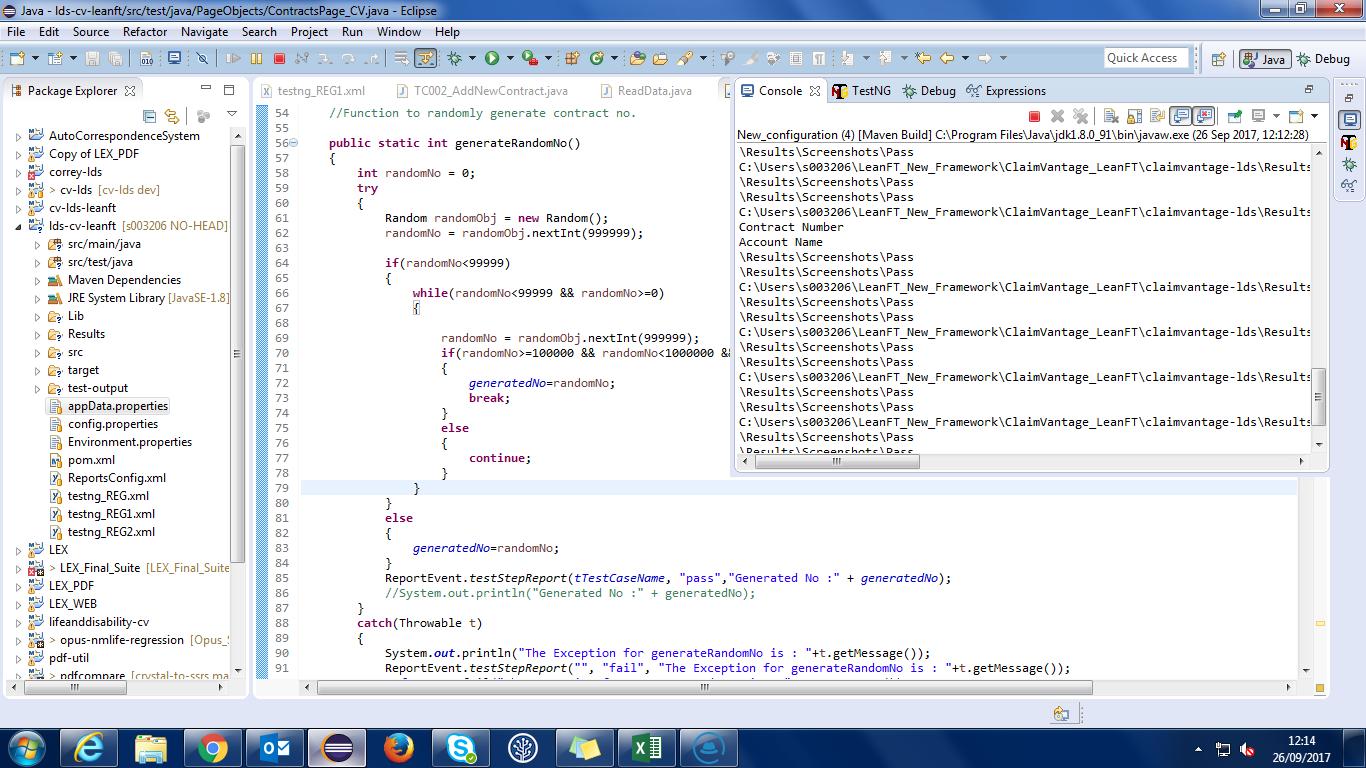 Java - lds-cv-leanft/src/test/java/PageObjects/ContractsPage_CV.java - Eclipse
File Edit Source Refactor Navigate Search Project Run Window Help
Quick Access
Java
Debug
Package Explorer
AutoCorrespondenceSystem
Copy of LEX_PDF
correy-lds
> cv-lds [cv-lds dev]
cv-lds-leanft
lds-cv-leanft [s003206 NO-HEAD]
src/main/java
src/test/java
Maven Dependencies
JRE System Library [JavaSE-1.8]
Lib
Results
src
target
test-output
appData.properties
config.properties
Environment.properties
pom.xml
ReportsConfig.xml
testng_REG.xml
testng_REG1.xml
testng_REG2.xml
LEX
> LEX_Final_Suite [LEX_Final_Suite
LEX_PDF
LEX_WEB
lifeanddisability-cv
> opus-nmlife-regression [Opus_S
pdf-util
> pdfcompare [crystal-to-ssrs ma
testng_REG1.xml
TC002_AddNewContract.java
ReadData.java
54 //Function to randomly generate contract no.
55
56 public static int generateRandomNo()
57 {
58 int randomNo = 0;
59 try
60 {
61 Random randomObj = new Random();
62 randomNo = randomObj.nextInt(999999);
63
64 if(randomNo<99999)
65 {
66 while(randomNo<99999 && randomNo>=0)
67 {
68
69 randomNo = randomObj.nextInt(999999);
70 if(randomNo>=100000 && randomNo<1000000 &&
71 {
72 generatedNo=randomNo;
73 break;
74 }
75 else
76 {
77 continue;
78 }
79 }
80 }
81 else
82 {
83 generatedNo=randomNo;
84 }
85 ReportEvent.testStepReport(tTestCaseName, "pass","Generated No :" + generatedNo);
86 //System.out.println("Generated No :" + generatedNo);
87 }
88 catch(Throwable t)
89 {
90 System.out.println("The Exception for generateRandomNo is : "+t.getMessage());
91 ReportEvent.testStepReport("", "fail", "The Exception for generateRandomNo is : "+t.getMessage());
Console
TestNG
Debug
Expressions
New_configuration (4) [Maven Build] C:\Program Files\Java\jdk1.8.0_91\bin\javaw.exe (26 Sep 2017, 12:12:28)
\Results\Screenshots\Pass
C:\Users\s003206\LeanFT_New_Framework\ClaimVantage_LeanFT\claimvantage-lds\Results
\Results\Screenshots\Pass
\Results\Screenshots\Pass
C:\Users\s003206\LeanFT_New_Framework\ClaimVantage_LeanFT\claimvantage-lds\Results
Contract Number
Account Name
\Results\Screenshots\Pass
\Results\Screenshots\Pass
C:\Users\s003206\LeanFT_New_Framework\ClaimVantage_LeanFT\claimvantage-lds\Results
\Results\Screenshots\Pass
\Results\Screenshots\Pass
C:\Users\s003206\LeanFT_New_Framework\ClaimVantage_LeanFT\claimvantage-lds\Results
\Results\Screenshots\Pass
\Results\Screenshots\Pass
C:\Users\s003206\LeanFT_New_Framework\ClaimVantage_LeanFT\claimvantage-lds\Results
\Results\Screenshots\Pass
\Results\Screenshots\Pass
C:\Users\s003206\LeanFT_New_Framework\ClaimVantage_LeanFT\claimvantage-lds\Results
\Results\Screenshots\Pass
\Results\Screenshots\Pass
12:14
26/09/2017